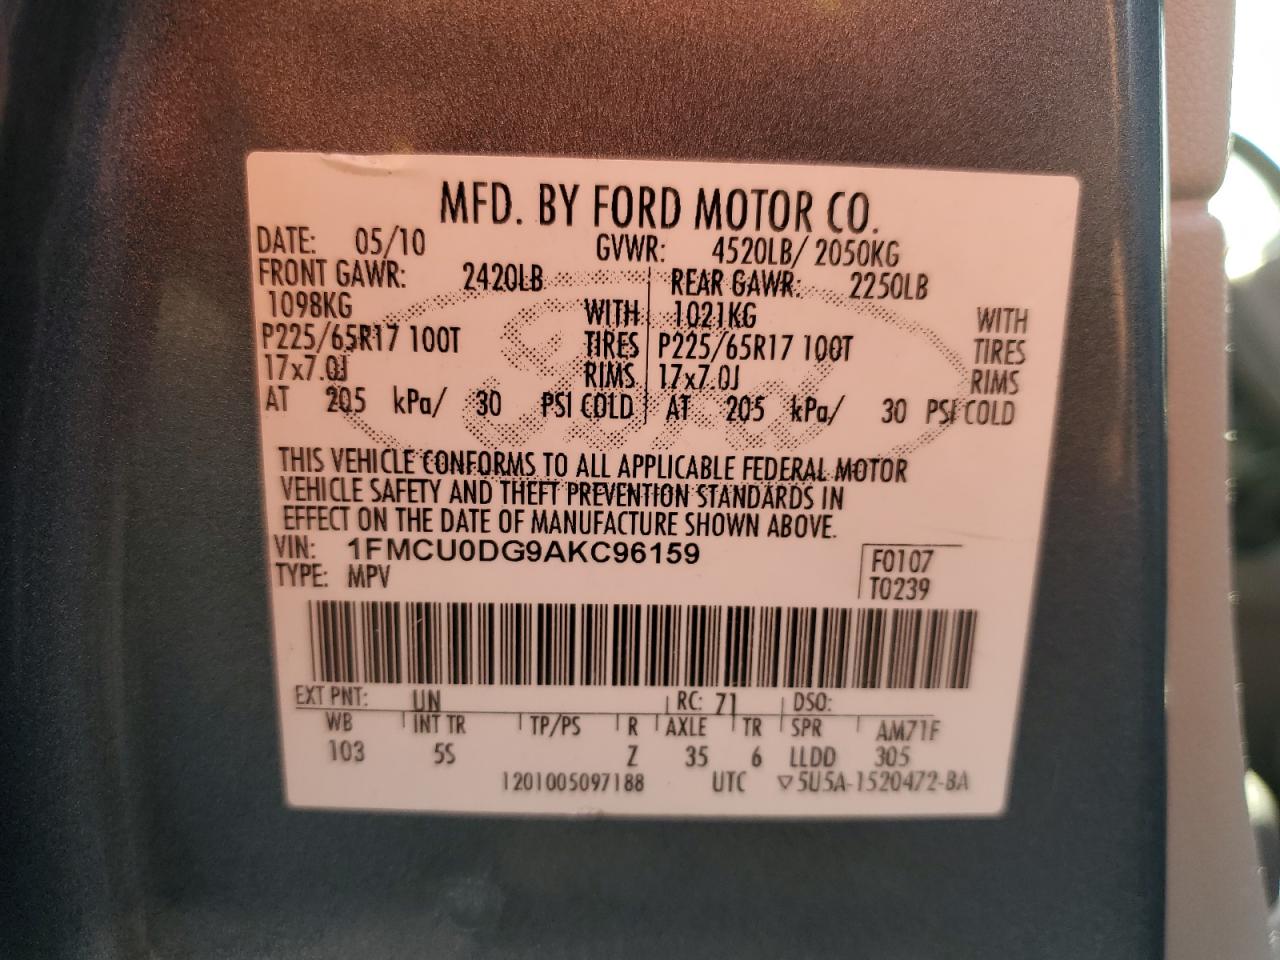 MFD. BY FORD MOTOR CO.
DATE: 05/10 GVWR: 4520LB/ 2050KG
FRONT GAWR: 2420LB REAR GAWR: 2250LB
1098KG WITH 1021KG WITH
P225/65R17 100T TIRES P225/65R17 100T TIRES
17x7.0J RIMS 17x7.0J RIMS
AT 205 kPa/ 30 PSI COLD AT 205 kPa/ 30 PSI COLD
THIS VEHICLE CONFORMS TO ALL APPLICABLE FEDERAL MOTOR
VEHICLE SAFETY AND THEFT PREVENTION STANDARDS IN
EFFECT ON THE DATE OF MANUFACTURE SHOWN ABOVE.
VIN: 1FMCU0DG9AKC96159
F0107
TYPE: MPV
T0239
EXT PNT: UN RC: 71 DSO:
WB INT TR TP/PS R AXLE TR SPR AM71F
103 5S Z 35 6 LLDD 305
1201005097188 UTC ▽5U5A-1520472-BA